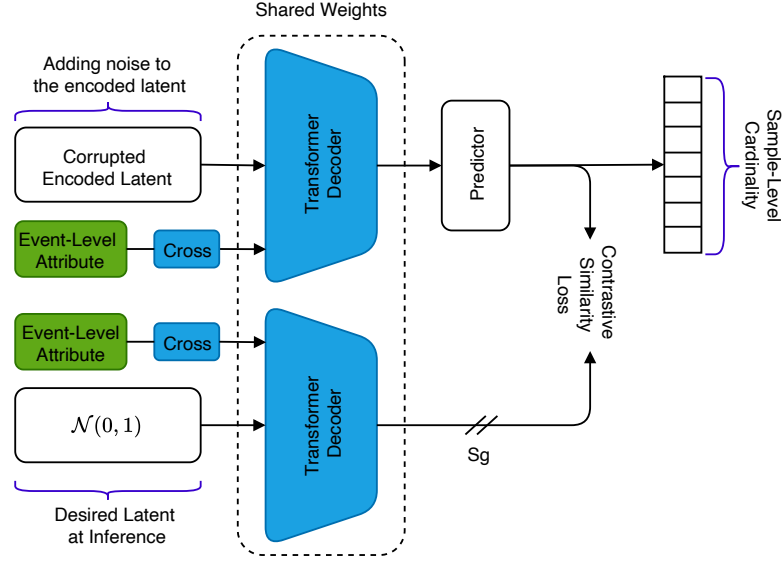 Shared Weights
Adding noise to
the encoded latent
Corrupted
Encoded Latent
Event-Level
Attribute
Cross
Transformer
Decoder
Predictor
Sample-Level
Cardinality
Contrastive
Similarity
Loss
Event-Level
Attribute
Cross
𝒩(0, 1)
Transformer
Decoder
Sg
Desired Latent
at Inference